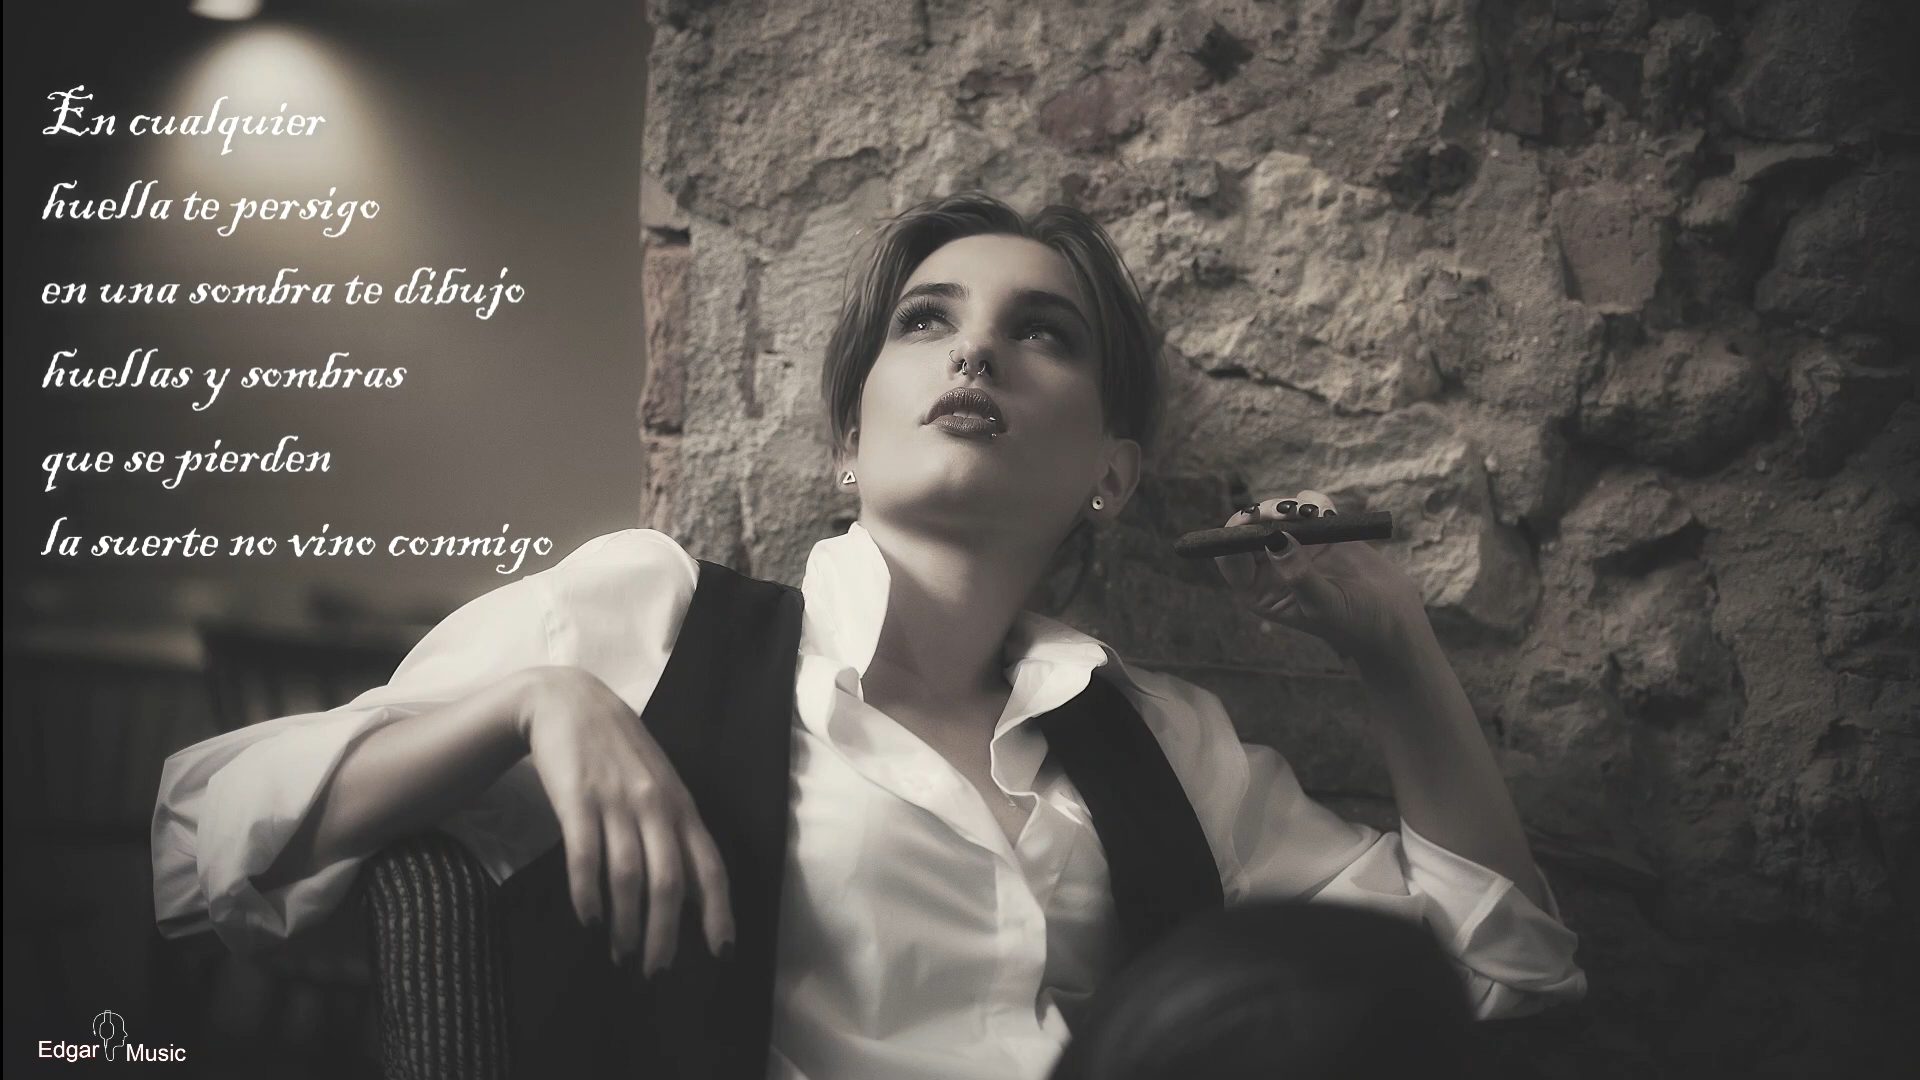 En cualquier
huella te persigo
en una sombra te dibujo
huellas y sombras
que se pierden
la suerte no vino conmigo
Edgar Music